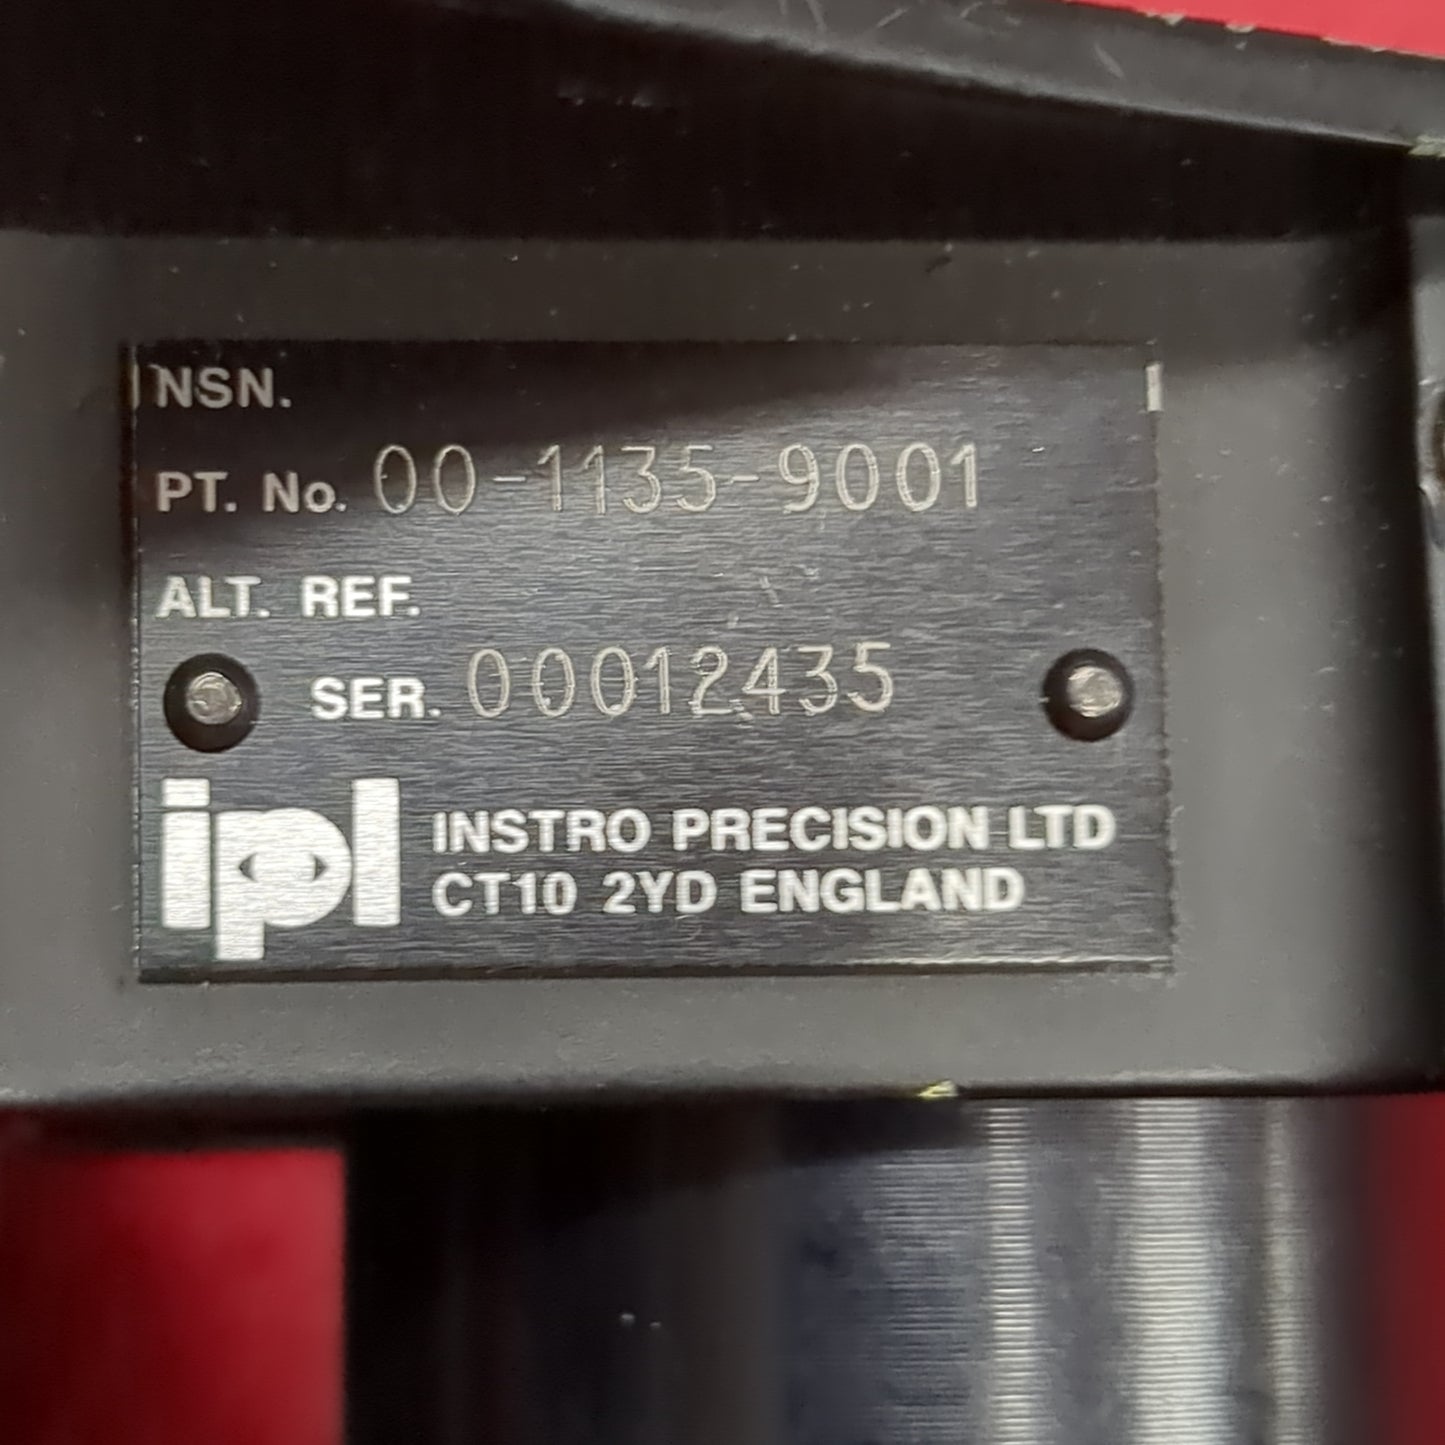 NSN.
PT. No. 00-1135-9001
ALT. REF.
SER. 00012435
ipl
INSTRO PRECISION LTD
CT10 2YD ENGLAND